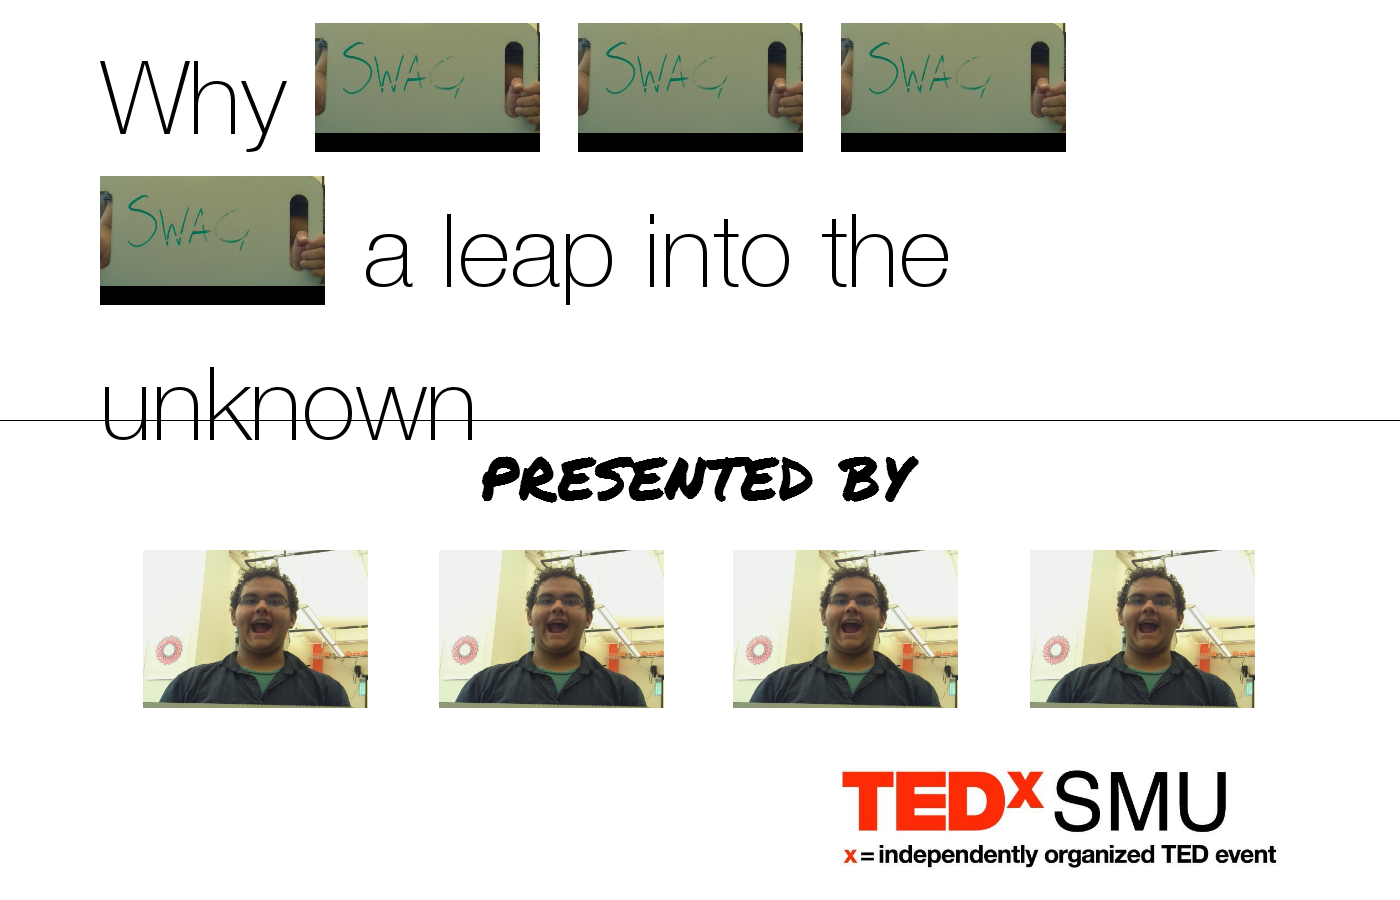 Why SWAG SWAG SWAG
SWAG a leap into the
unknown
PRESENTED BY
TEDx SMU
x = independently organized TED event